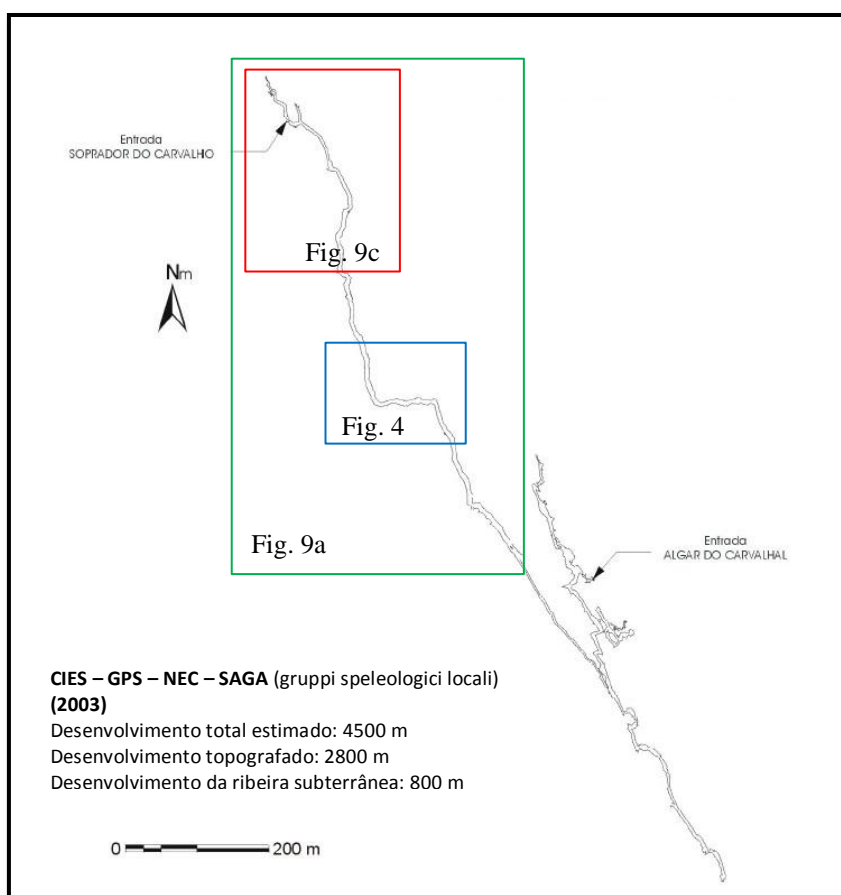 Entrada
SOPRADOR DO CARVALHO
Fig. 9c
Nm
Fig. 4
Fig. 9a
Entrada
ALGAR DO CARVALHAL
CIES – GPS – NEC – SAGA (gruppi speleologici locali)
(2003)
Desenvolvimento total estimado: 4500 m
Desenvolvimento topografado: 2800 m
Desenvolvimento da ribeira subterrânea: 800 m
0 200 m